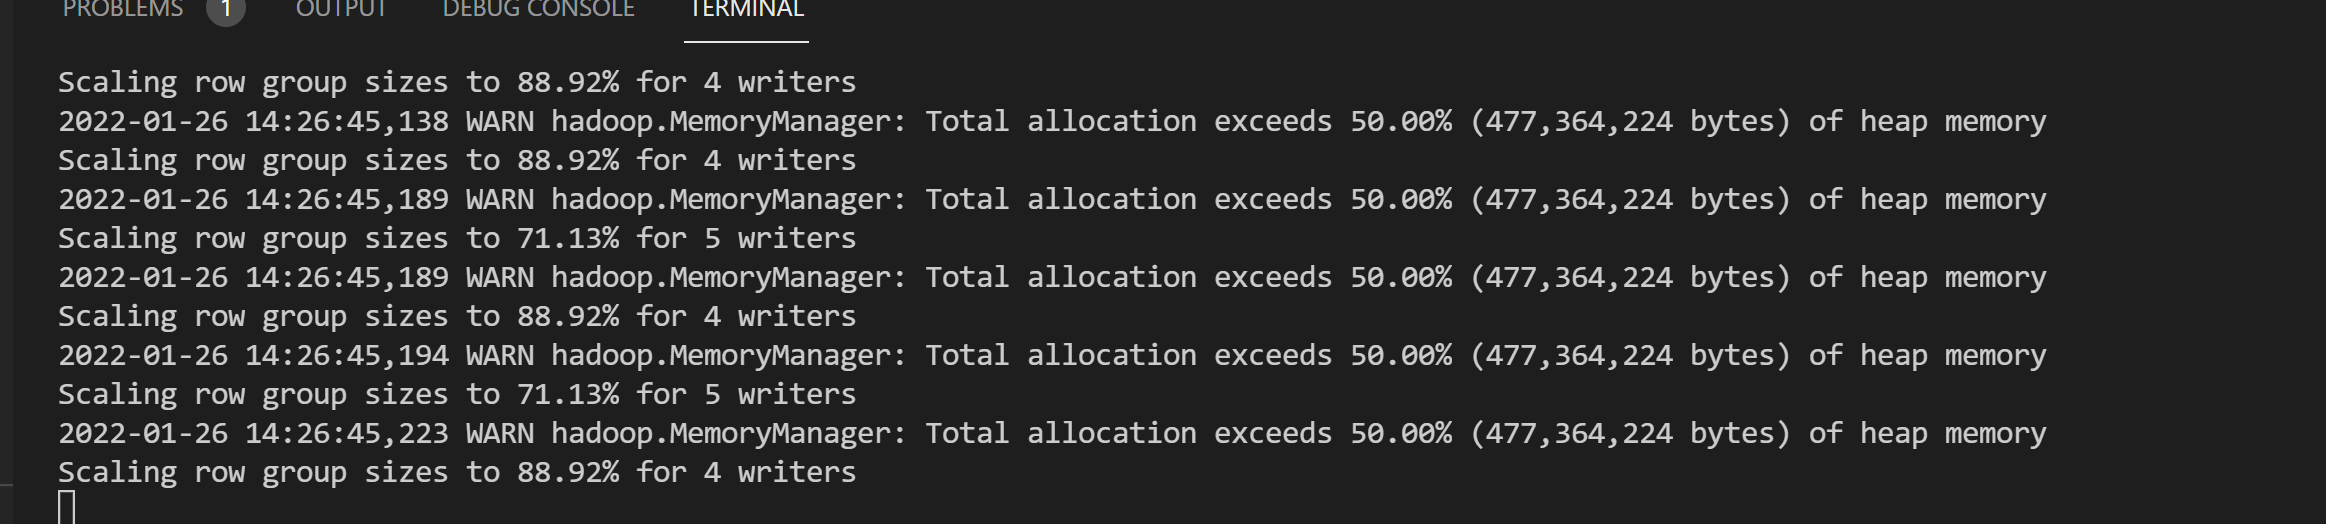 PROBLEMS 1 OUTPUT DEBUG CONSOLE TERMINAL
Scaling row group sizes to 88.92% for 4 writers
2022-01-26 14:26:45,138 WARN hadoop.MemoryManager: Total allocation exceeds 50.00% (477,364,224 bytes) of heap memory
Scaling row group sizes to 88.92% for 4 writers
2022-01-26 14:26:45,189 WARN hadoop.MemoryManager: Total allocation exceeds 50.00% (477,364,224 bytes) of heap memory
Scaling row group sizes to 71.13% for 5 writers
2022-01-26 14:26:45,189 WARN hadoop.MemoryManager: Total allocation exceeds 50.00% (477,364,224 bytes) of heap memory
Scaling row group sizes to 88.92% for 4 writers
2022-01-26 14:26:45,194 WARN hadoop.MemoryManager: Total allocation exceeds 50.00% (477,364,224 bytes) of heap memory
Scaling row group sizes to 71.13% for 5 writers
2022-01-26 14:26:45,223 WARN hadoop.MemoryManager: Total allocation exceeds 50.00% (477,364,224 bytes) of heap memory
Scaling row group sizes to 88.92% for 4 writers